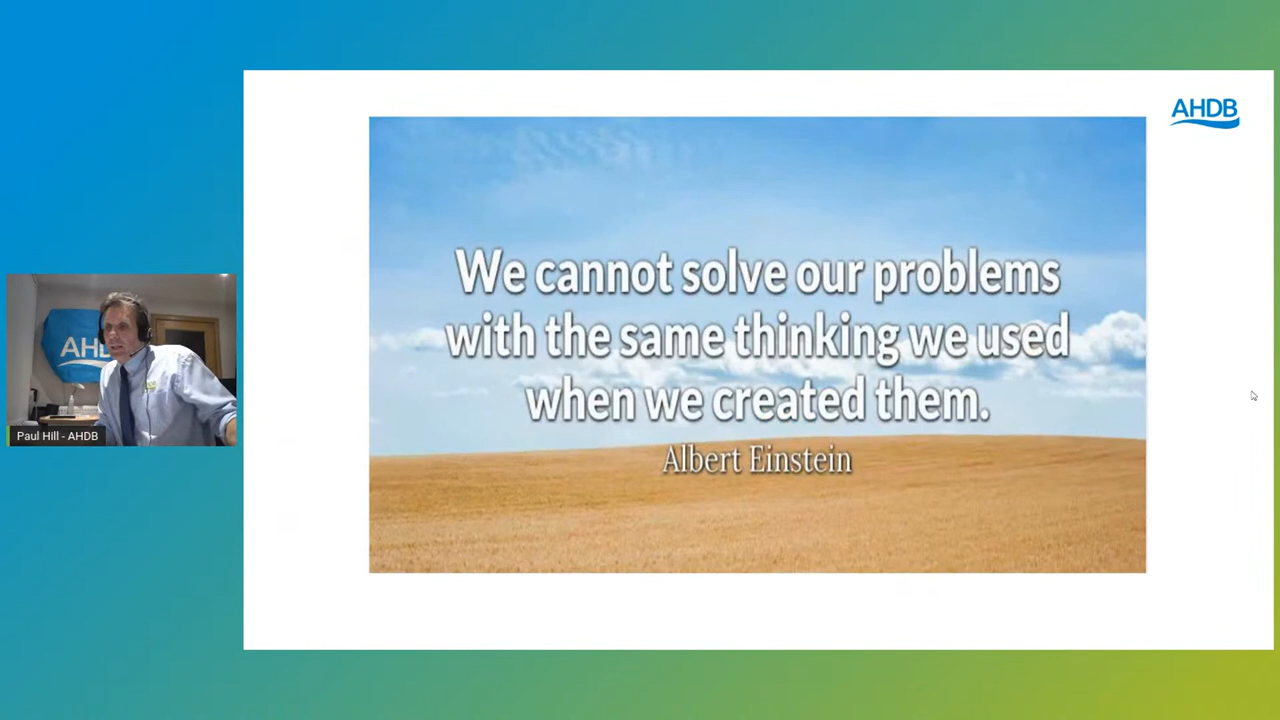 AHDB
We cannot solve our problems
with the same thinking we used
when we created them.
Albert Einstein
AHDB
Paul Hill - AHDB